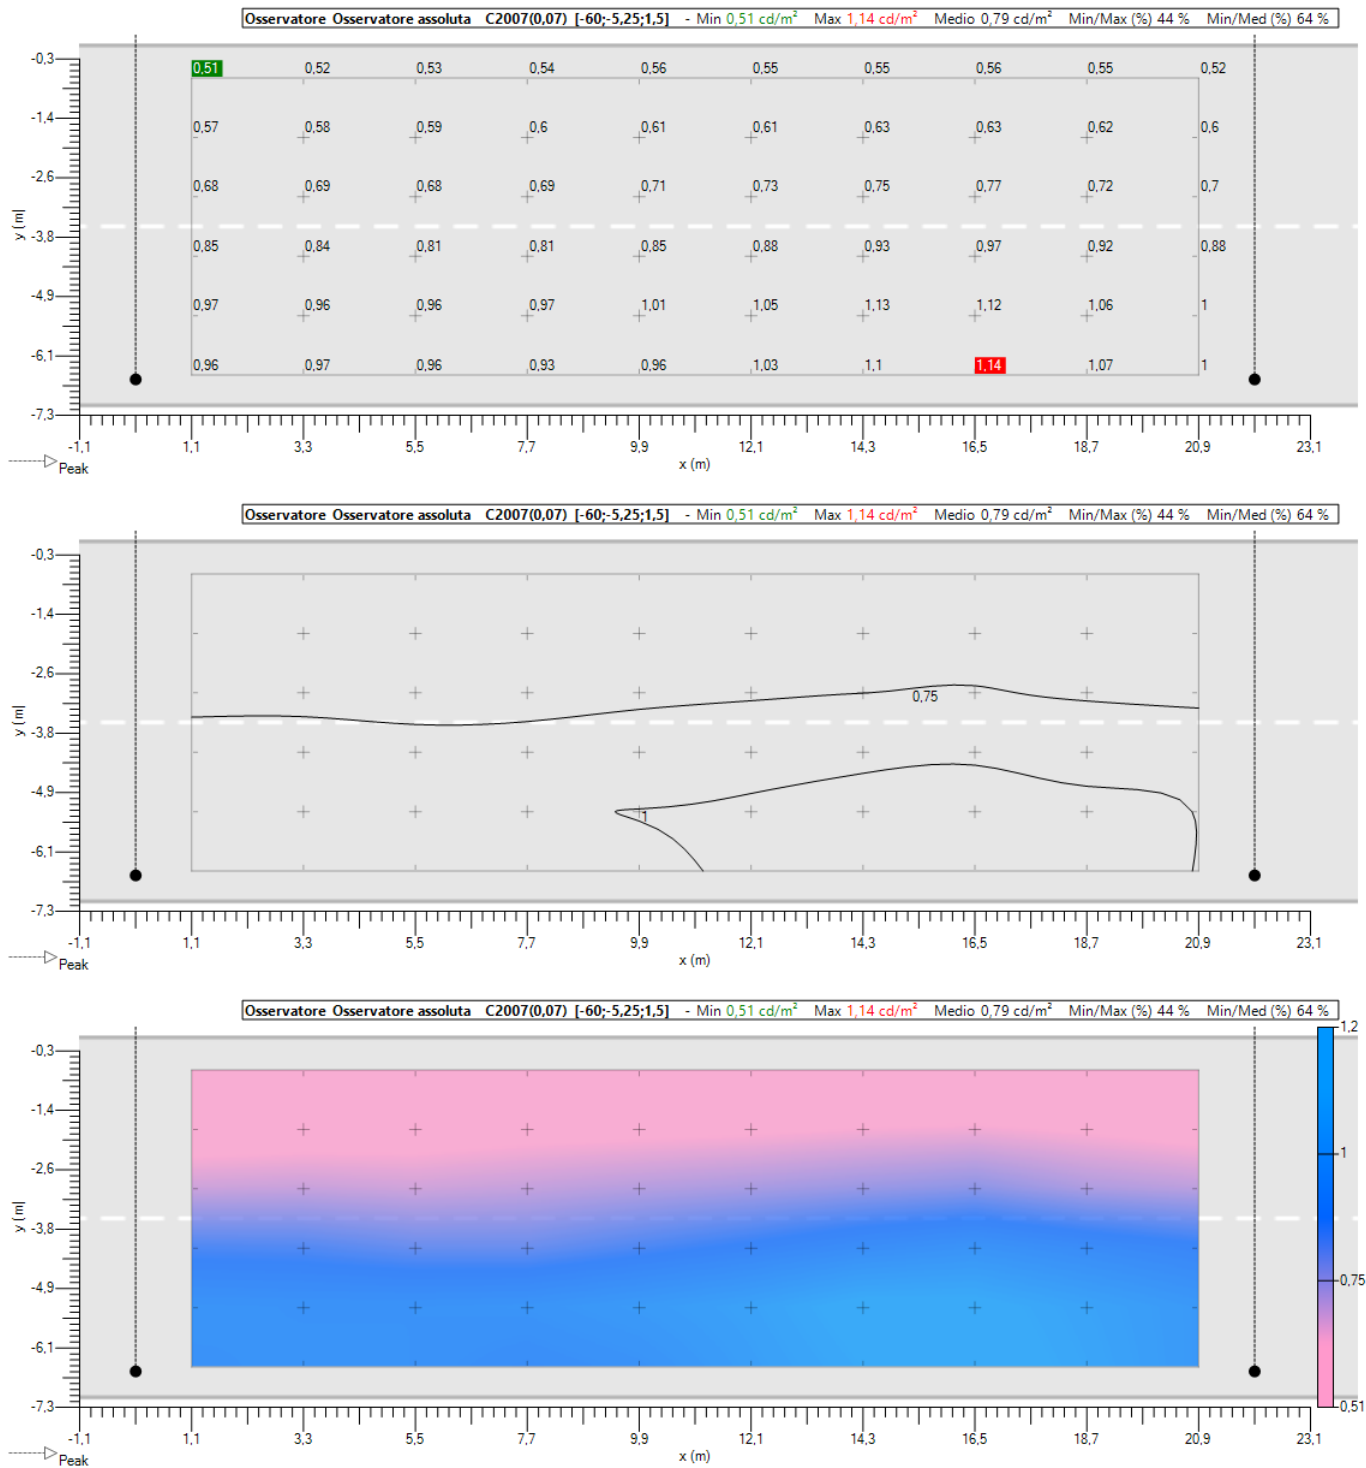 Osservatore Osservatore assoluta C2007(0,07) [-60;-5,25;1,5] - Min 0,51 cd/m² Max 1,14 cd/m² Medio 0,79 cd/m² Min/Max (%) 44 % Min/Med (%) 64 %
-0,3
0,51 0,52 0,53 0,54 0,56 0,55 0,55 0,56 0,55 0,52
-1,4
0,57 0,58 0,59 0,6 0,61 0,61 0,63 0,63 0,62 0,6
-2,6
0,68 0,69 0,68 0,69 0,71 0,73 0,75 0,77 0,72 0,7
y (m)
-3,8
0,85 0,84 0,81 0,81 0,85 0,88 0,93 0,97 0,92 0,88
-4,9
0,97 0,96 0,96 0,97 1,01 1,05 1,13 1,12 1,06 1
-6,1
0,96 0,97 0,96 0,93 0,96 1,03 1,1 1,14 1,07 1
-7,3
-1,1 1,1 3,3 5,5 7,7 9,9 12,1 14,3 16,5 18,7 20,9 23,1
Peak
x (m)
Osservatore Osservatore assoluta C2007(0,07) [-60;-5,25;1,5] - Min 0,51 cd/m² Max 1,14 cd/m² Medio 0,79 cd/m² Min/Max (%) 44 % Min/Med (%) 64 %
-0,3
-1,4
-2,6
0,75
y (m)
-3,8
-4,9
1
-6,1
-7,3
-1,1 1,1 3,3 5,5 7,7 9,9 12,1 14,3 16,5 18,7 20,9 23,1
Peak
x (m)
Osservatore Osservatore assoluta C2007(0,07) [-60;-5,25;1,5] - Min 0,51 cd/m² Max 1,14 cd/m² Medio 0,79 cd/m² Min/Max (%) 44 % Min/Med (%) 64 %
1,2
-0,3
-1,4
1
-2,6
y (m)
-3,8
0,75
-4,9
-6,1
0,51
-7,3
-1,1 1,1 3,3 5,5 7,7 9,9 12,1 14,3 16,5 18,7 20,9 23,1
Peak
x (m)